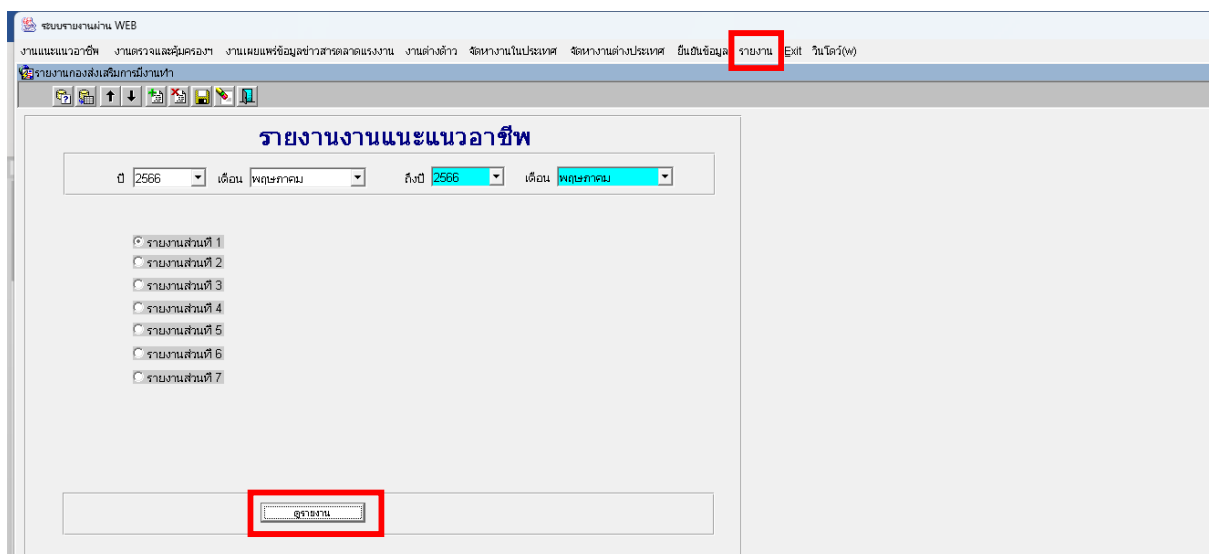 ระบบรายงานผ่าน WEB
งานแนะแนวอาชีพ งานตรวจและคุ้มครองฯ งานเผยแพร่ข้อมูลข่าวสารตลาดแรงงาน งานต่างด้าว จัดหางานในประเทศ จัดหางานต่างประเทศ ยืนยันข้อมูล รายงาน Exit วินโดว์(w)
รายงานกองส่งเสริมการมีงานทำ
รายงานงานแนะแนวอาชีพ
ปี 2566 เดือน พฤษภาคม ถึงปี 2566 เดือน พฤษภาคม
รายงานส่วนที่ 1
รายงานส่วนที่ 2
รายงานส่วนที่ 3
รายงานส่วนที่ 4
รายงานส่วนที่ 5
รายงานส่วนที่ 6
รายงานส่วนที่ 7
ดูรายงาน